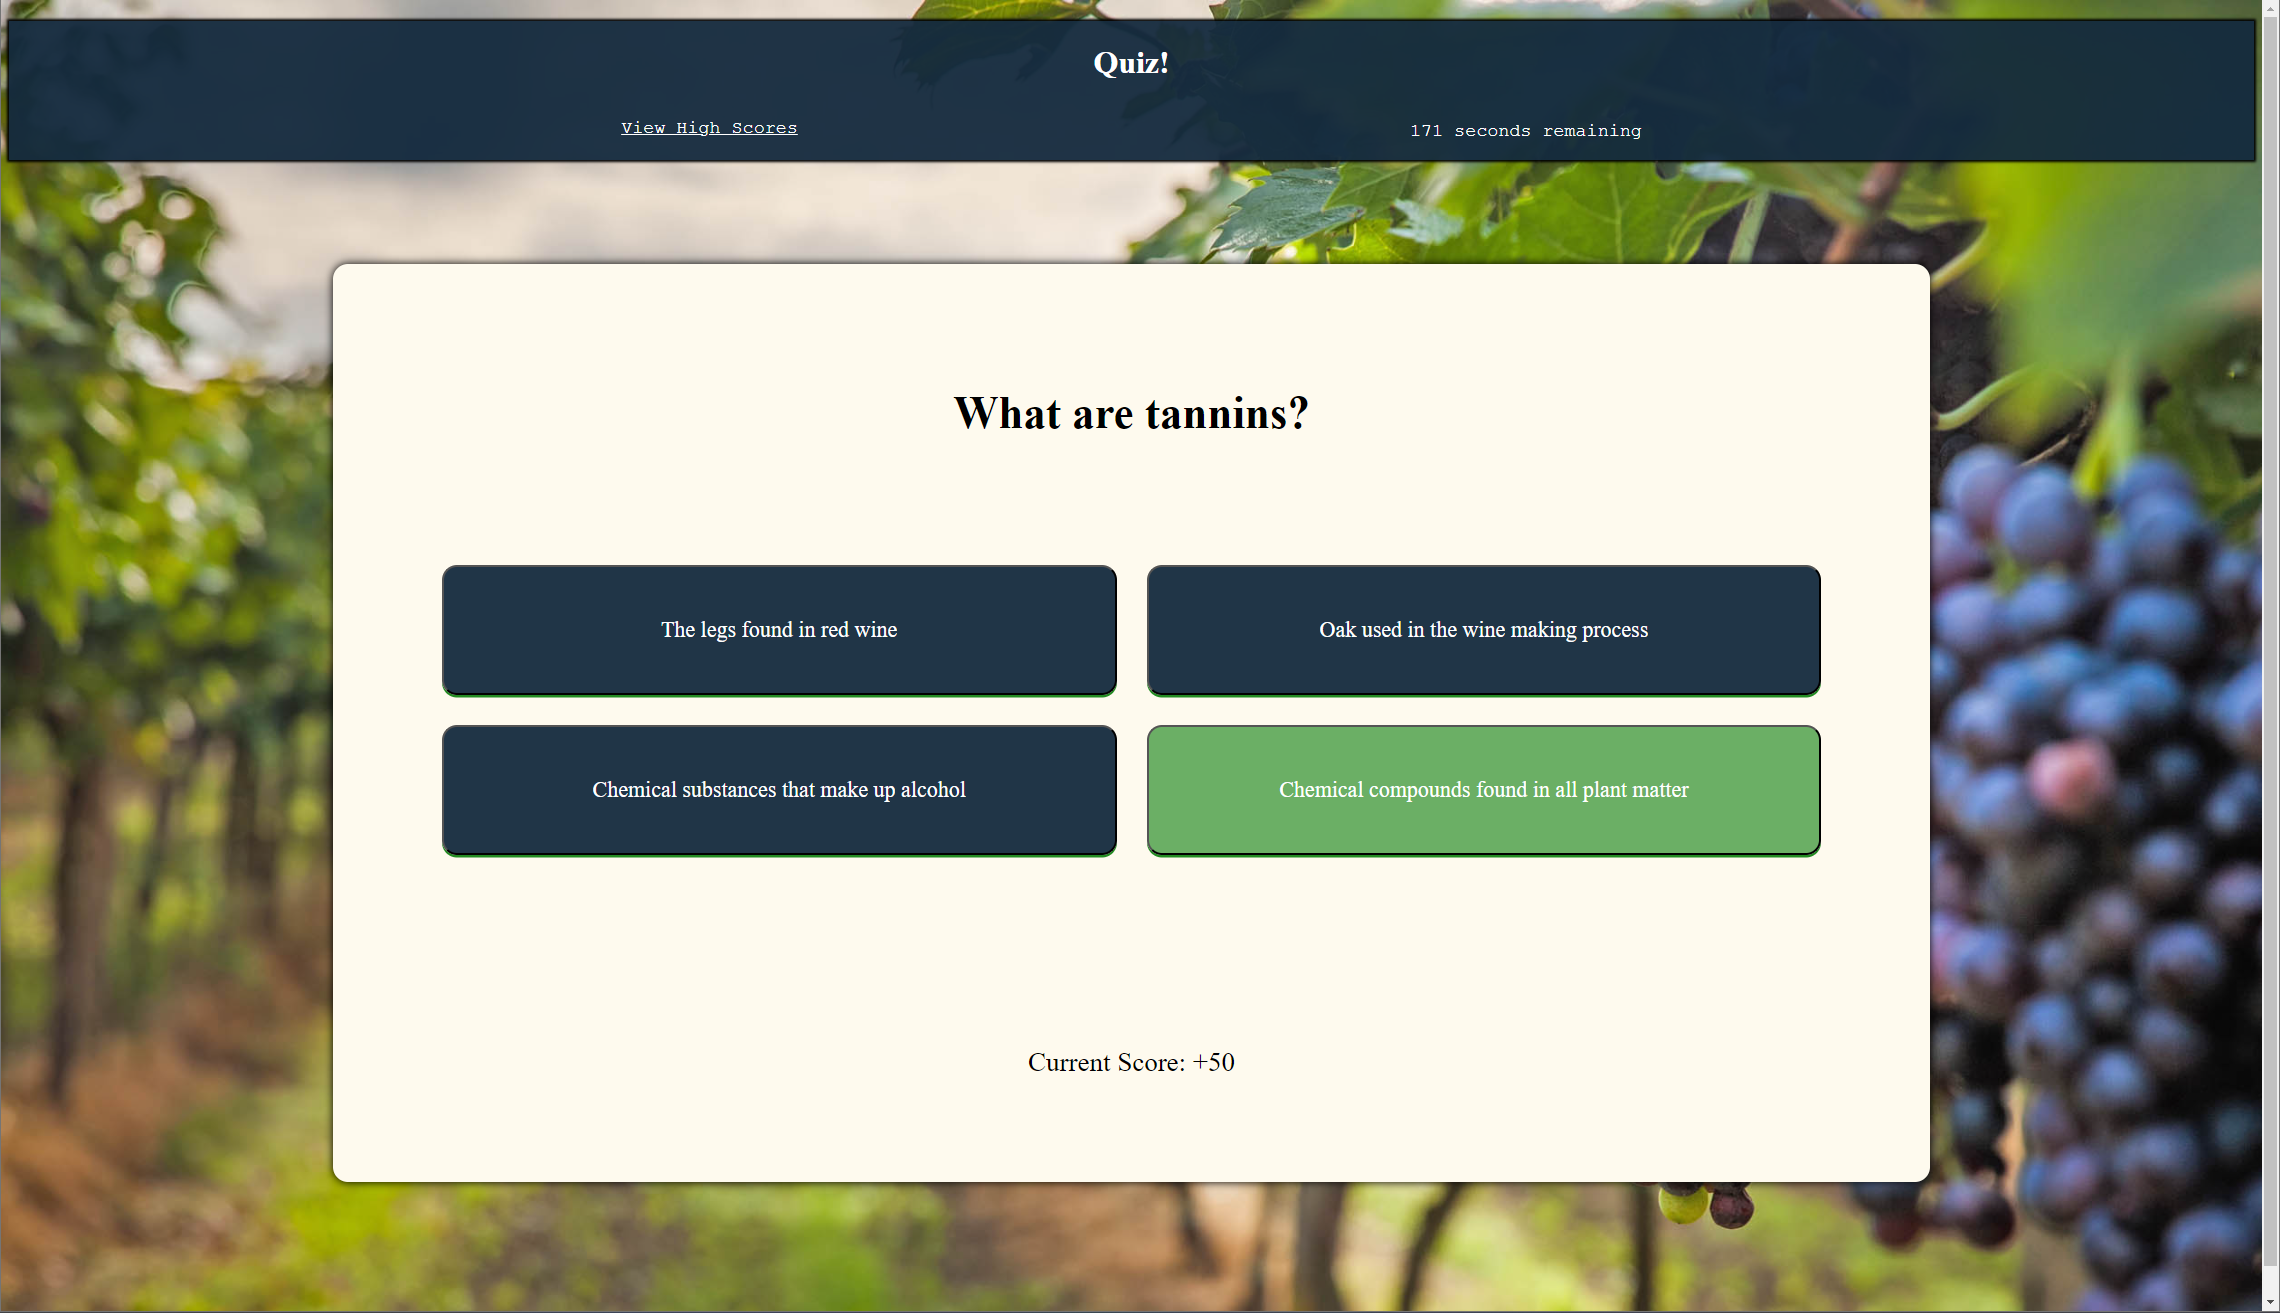 Quiz!
View High Scores
171 seconds remaining
What are tannins?
The legs found in red wine
Oak used in the wine making process
Chemical substances that make up alcohol
Chemical compounds found in all plant matter
Current Score: +50